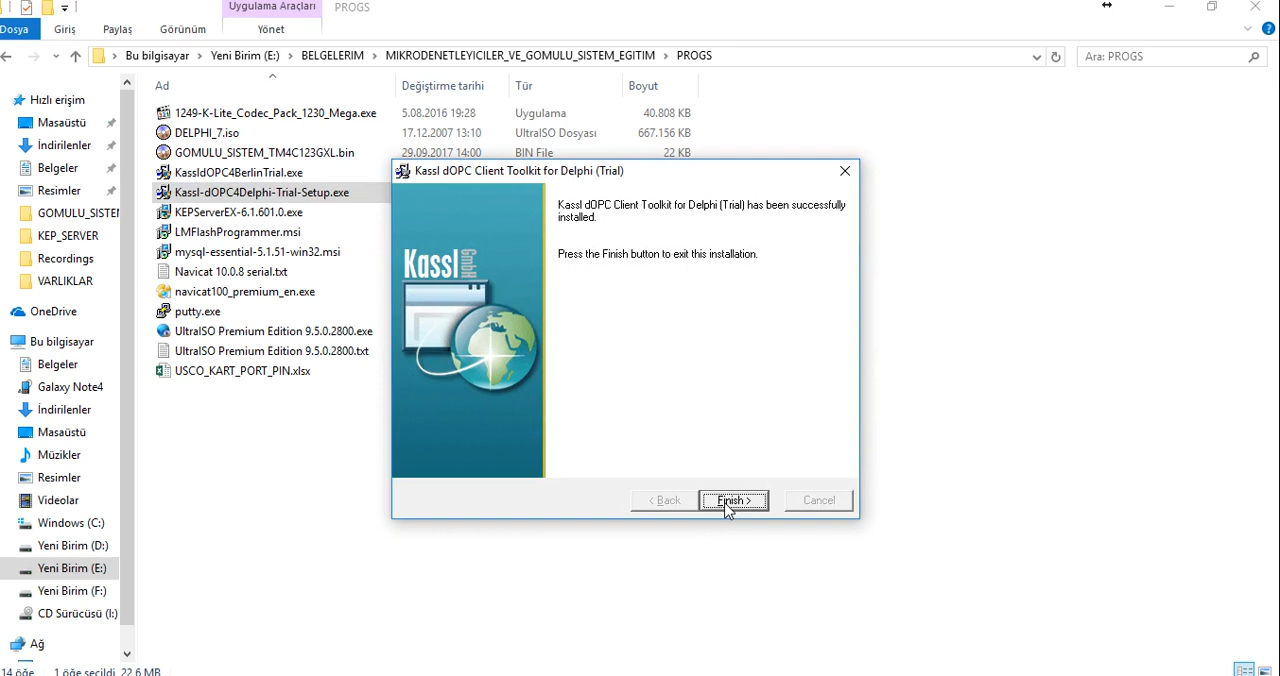 Uygulama Araçları
PROGS
Dosya
Giriş
Paylaş
Görünüm
Yönet
Bu bilgisayar > Yeni Birim (E:) > BELGELERIM > MIKRODENETLEYICILER_VE_GOMULU_SISTEM_EGITIM > PROGS
Ara: PROGS
Ad
Değiştirme tarihi
Tür
Boyut
Hızlı erişim
Masaüstü
İndirilenler
Belgeler
Resimler
GOMULU_SISTEM
KEP_SERVER
Recordings
VARLIKLAR
OneDrive
Bu bilgisayar
Belgeler
Galaxy Note4
İndirilenler
Masaüstü
Müzikler
Resimler
Videolar
Windows (C:)
Yeni Birim (D:)
Yeni Birim (E:)
Yeni Birim (F:)
CD Sürücüsü (I:)
Ağ
1249-K-Lite_Codec_Pack_1230_Mega.exe 5.08.2016 19:28 Uygulama 40.808 KB
DELPHI_7.iso 17.12.2007 13:10 UltraISO Dosyası 667.156 KB
GOMULU_SISTEM_TM4C123GXL.bin 29.09.2017 14:00 BIN File 22 KB
KassldOPC4BerlinTrial.exe
Kassl-dOPC4Delphi-Trial-Setup.exe
KEPServerEX-6.1.601.0.exe
LMFlashProgrammer.msi
mysql-essential-5.1.51-win32.msi
Navicat 10.0.8 serial.txt
navicat100_premium_en.exe
putty.exe
UltraISO Premium Edition 9.5.0.2800.exe
UltraISO Premium Edition 9.5.0.2800.txt
USCO_KART_PORT_PIN.xlsx
Kassl dOPC Client Toolkit for Delphi (Trial)
Kassl GmbH
Kassl dOPC Client Toolkit for Delphi (Trial) has been successfully
installed.
Press the Finish button to exit this installation.
< Back
Finish >
Cancel
14 öğe
1 öğe seçildi 22,6 MB